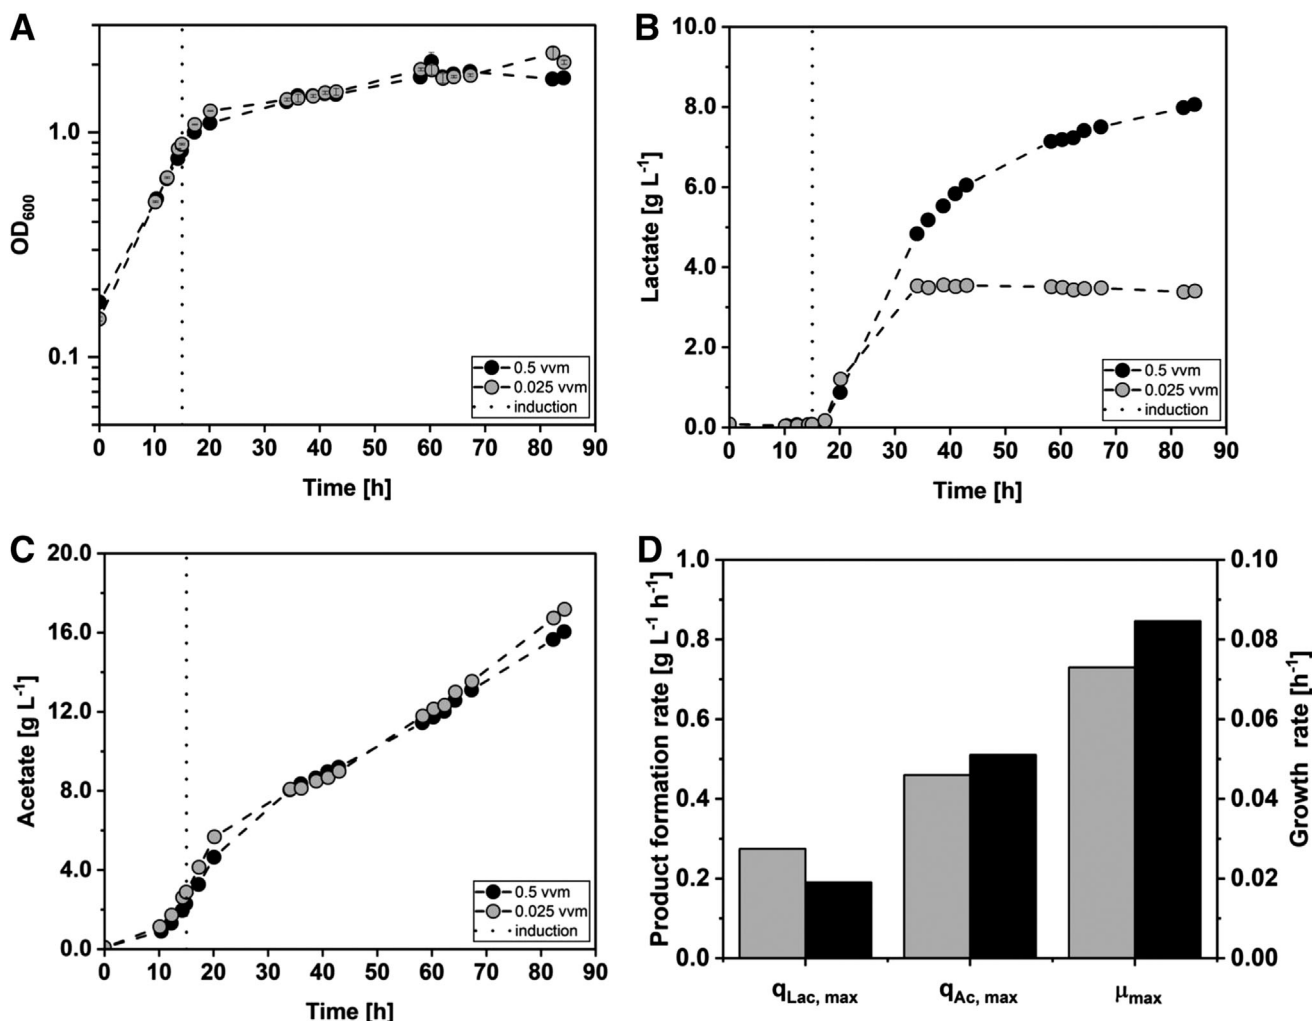 A
OD600
1.0
0.1
0 10 20 30 40 50 60 70 80 90
Time [h]
0.5 vvm
0.025 vvm
induction
B
Lactate [g L-1]
10.0
8.0
6.0
4.0
2.0
0.0
0 10 20 30 40 50 60 70 80 90
Time [h]
0.5 vvm
0.025 vvm
induction
C
Acetate [g L-1]
20.0
16.0
12.0
8.0
4.0
0.0
0 10 20 30 40 50 60 70 80 90
Time [h]
0.5 vvm
0.025 vvm
induction
D
Product formation rate [g L-1 h-1]
1.0
0.8
0.6
0.4
0.2
0.0
qLac, max
qAc, max
μmax
0.10
0.08
0.06
0.04
0.02
0.00
Growth rate [h-1]